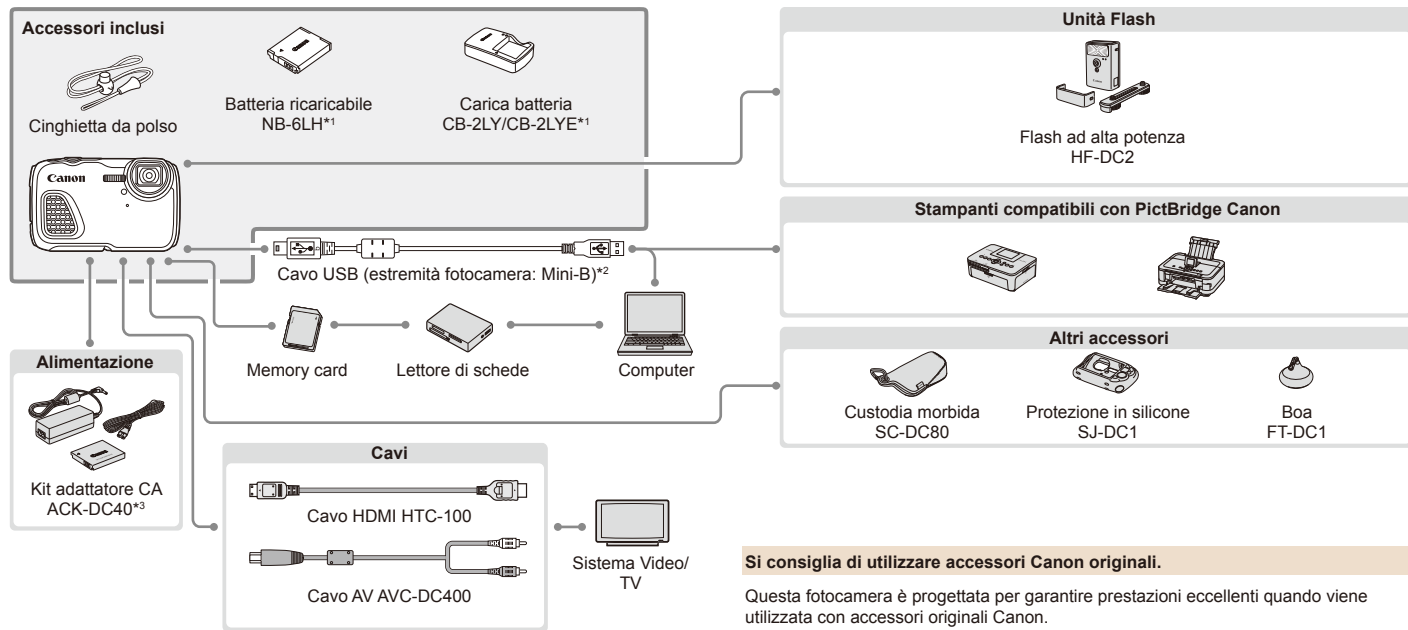 Accessori inclusi
Cinghietta da polso
Batteria ricaricabile
NB-6LH*1
Carica batteria
CB-2LY/CB-2LYE*1
Canon
Unità Flash
Flash ad alta potenza
HF-DC2
Cavo USB (estremità fotocamera: Mini-B)*2
Stampanti compatibili con PictBridge Canon
Memory card
Lettore di schede
Computer
Alimentazione
Kit adattatore CA
ACK-DC40*3
Altri accessori
Custodia morbida
SC-DC80
Protezione in silicone
SJ-DC1
Boa
FT-DC1
Cavi
Cavo HDMI HTC-100
Cavo AV AVC-DC400
Sistema Video/
TV
Si consiglia di utilizzare accessori Canon originali.
Questa fotocamera è progettata per garantire prestazioni eccellenti quando viene
utilizzata con accessori originali Canon.